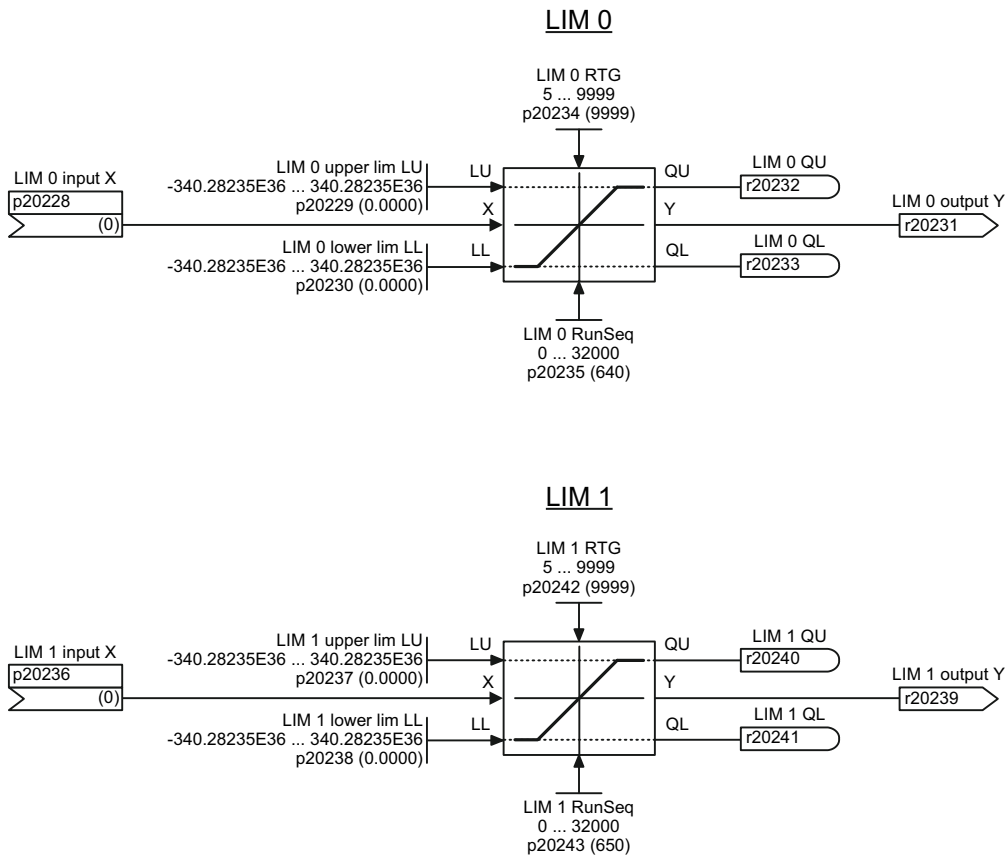 LIM 0
LIM 0 RTG
5 ... 9999
p20234 (9999)
LIM 0 input X
p20228
(0)
LIM 0 upper lim LU
-340.28235E36 ... 340.28235E36
p20229 (0.0000)
LIM 0 lower lim LL
-340.28235E36 ... 340.28235E36
p20230 (0.0000)
LU
X
LL
QU
Y
QL
LIM 0 QU
r20232
LIM 0 output Y
r20231
LIM 0 QL
r20233
LIM 0 RunSeq
0 ... 32000
p20235 (640)
LIM 1
LIM 1 RTG
5 ... 9999
p20242 (9999)
LIM 1 input X
p20236
(0)
LIM 1 upper lim LU
-340.28235E36 ... 340.28235E36
p20237 (0.0000)
LIM 1 lower lim LL
-340.28235E36 ... 340.28235E36
p20238 (0.0000)
LU
X
LL
QU
Y
QL
LIM 1 QU
r20240
LIM 1 output Y
r20239
LIM 1 QL
r20241
LIM 1 RunSeq
0 ... 32000
p20243 (650)